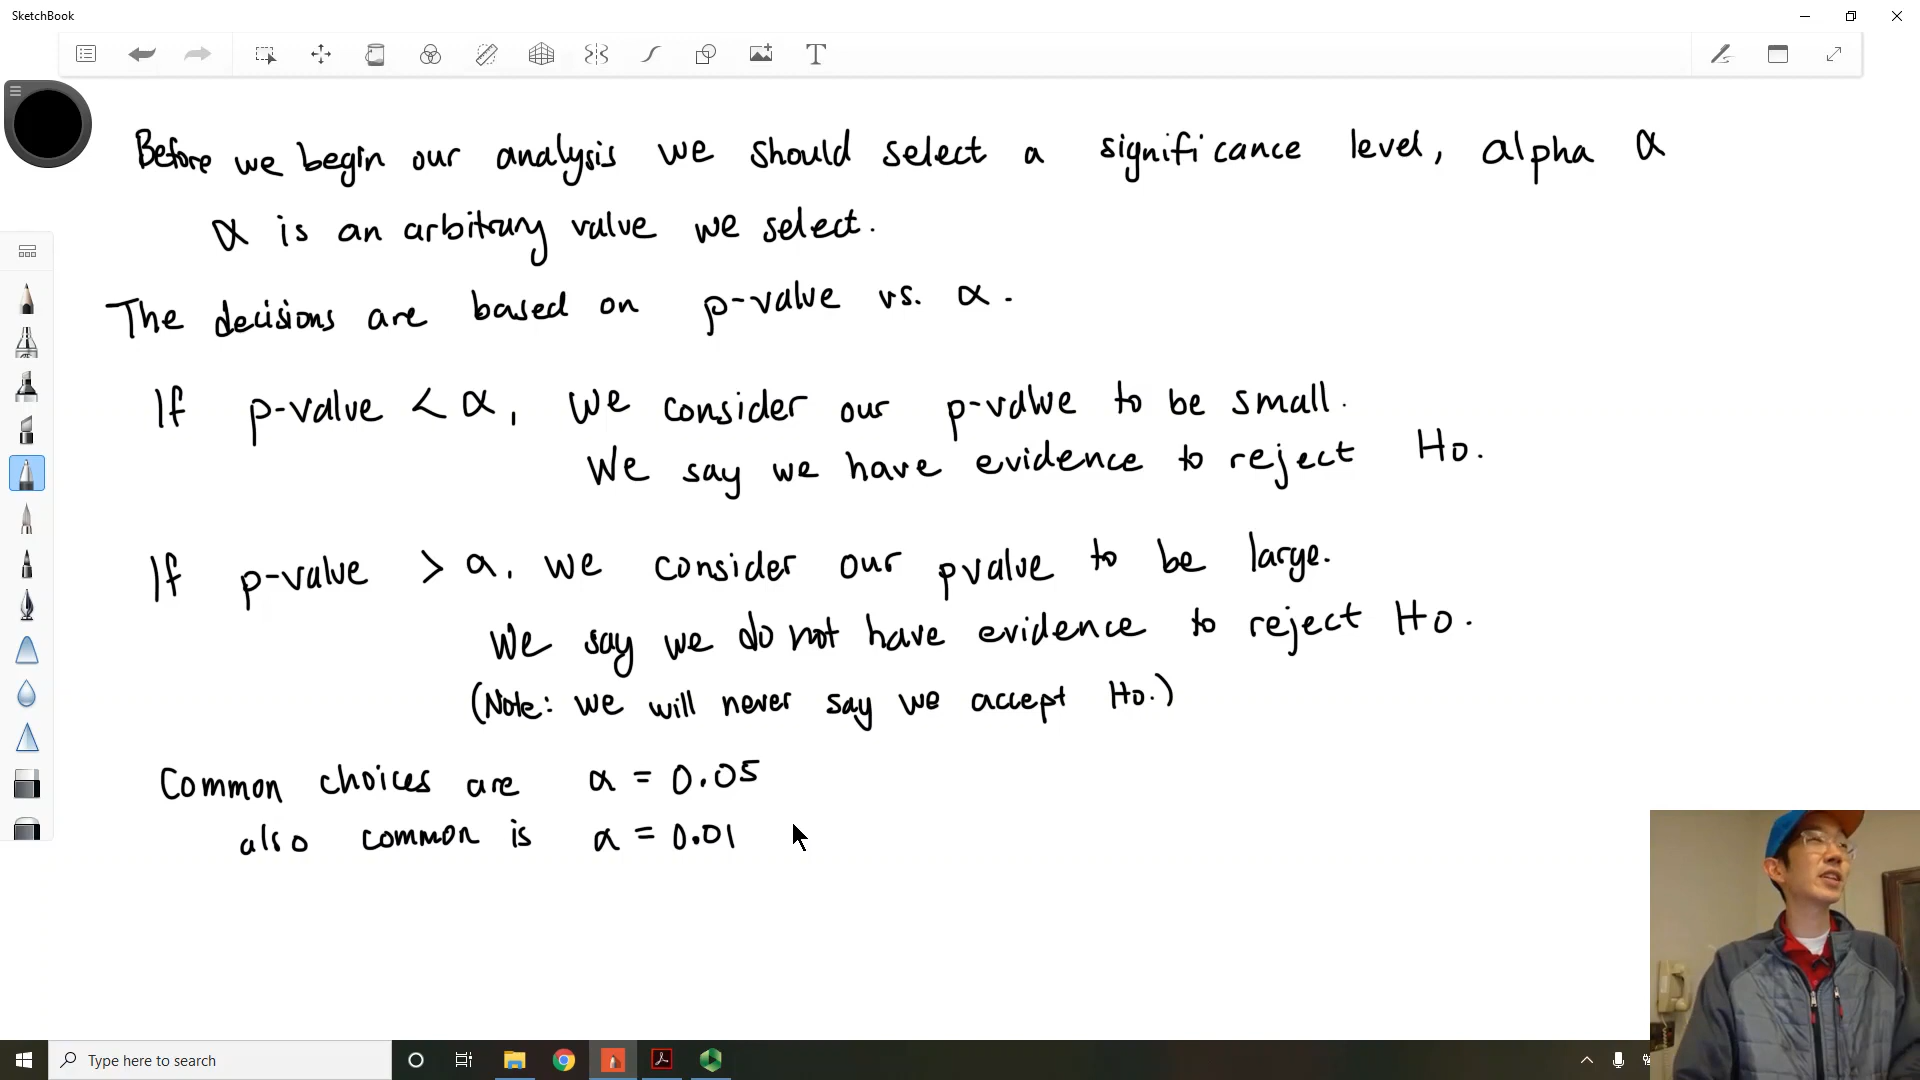 SketchBook
Before we begin our analysis we should select a significance level, alpha α
α is an arbitrary value we select.
The decisions are based on p-value vs. α.
If p-value < α, we consider our p-value to be small.
We say we have evidence to reject Ho.
If p-value > α, we consider our pvalue to be large.
We say we do not have evidence to reject Ho.
(Note: we will never say we accept Ho.)
Common choices are α = 0.05
also common is α = 0.01
Type here to search